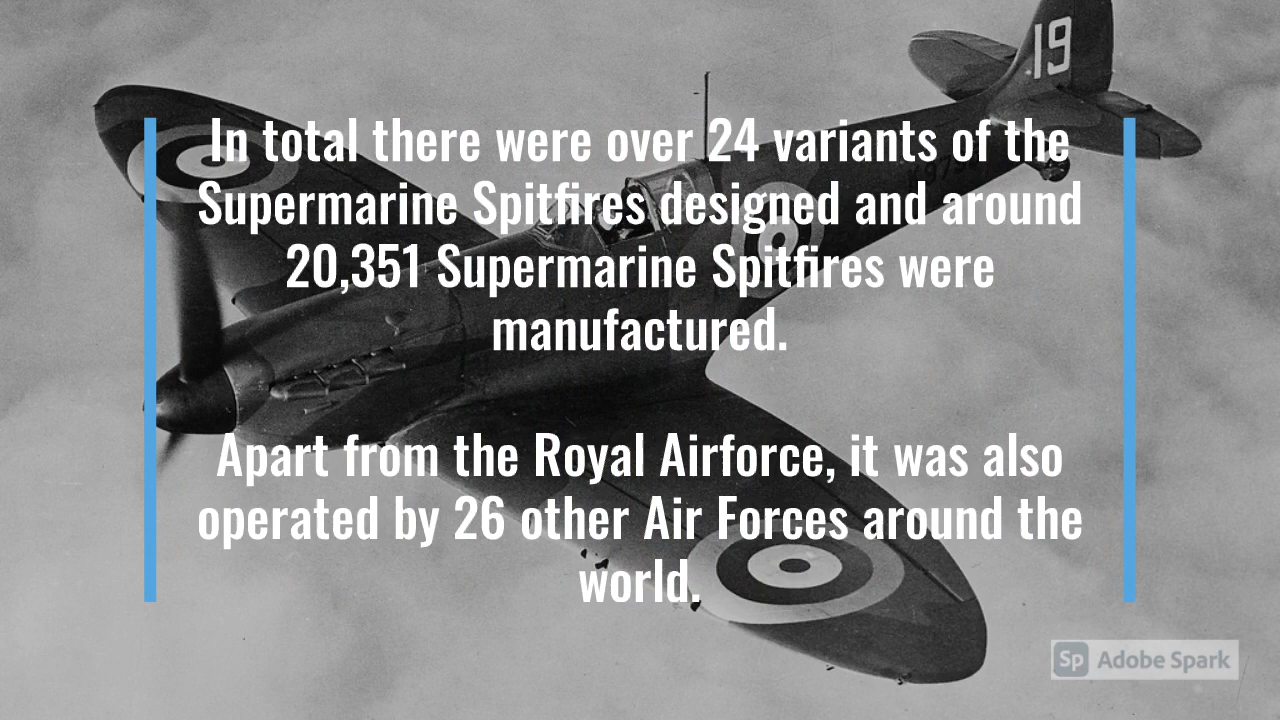 19
In total there were over 24 variants of the
Supermarine Spitfires designed and around
20,351 Supermarine Spitfires were
manufactured.
Apart from the Royal Airforce, it was also
operated by 26 other Air Forces around the
world.
Sp Adobe Spark